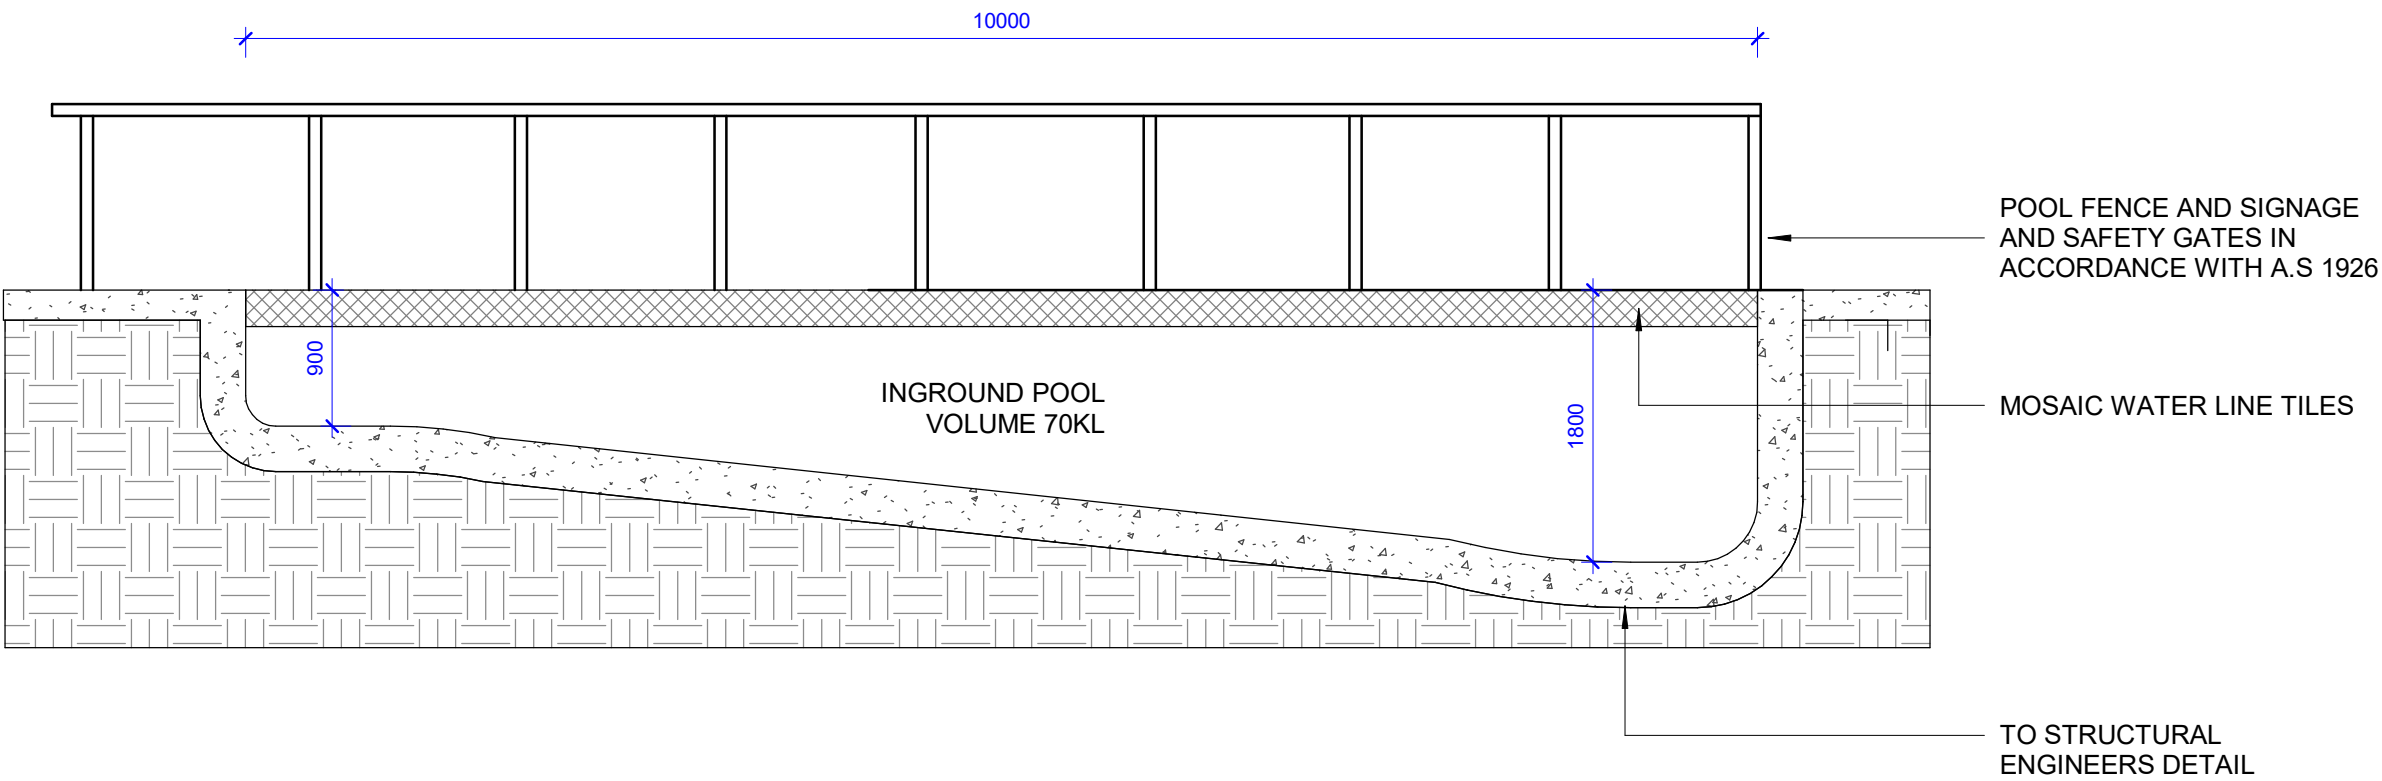 10000
POOL FENCE AND SIGNAGE
AND SAFETY GATES IN
ACCORDANCE WITH A.S 1926
900
INGROUND POOL
VOLUME 70KL
1800
MOSAIC WATER LINE TILES
TO STRUCTURAL
ENGINEERS DETAIL